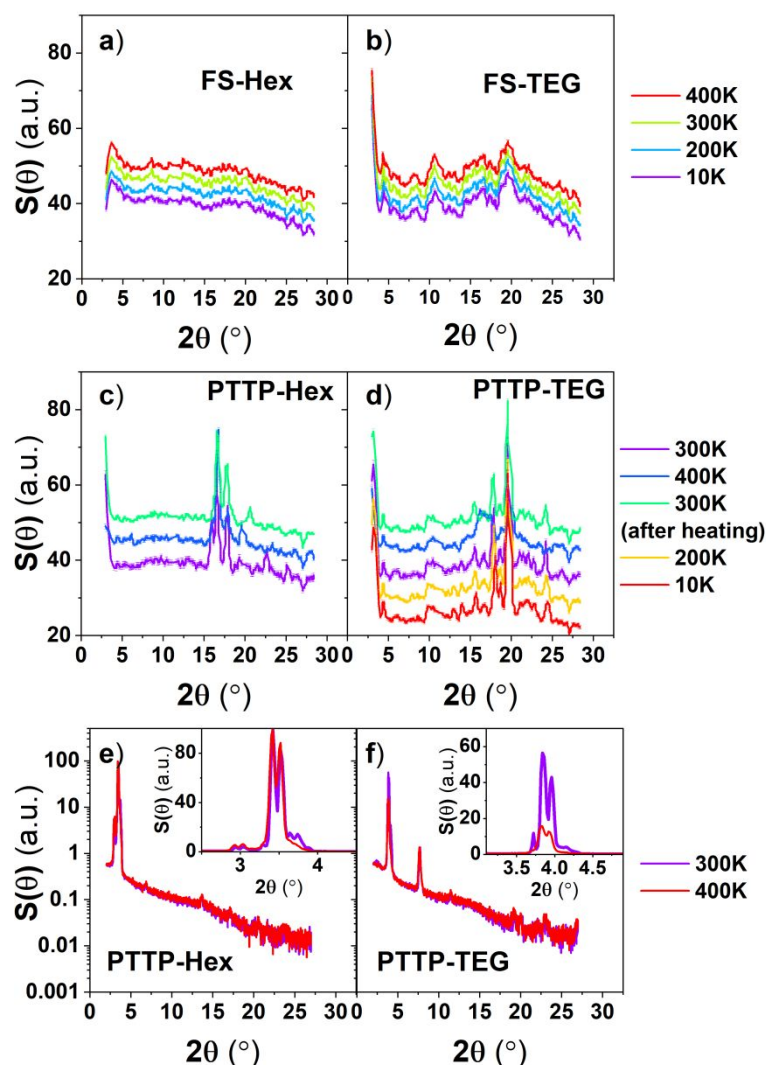 a)
b)
FS-Hex
FS-TEG
S(θ) (a.u.)
80
60
40
20
0 5 10 15 20 25 30
0 5 10 15 20 25 30
2θ (°)
2θ (°)
400K
300K
200K
10K
c)
PTTP-Hex
d)
PTTP-TEG
S(θ) (a.u.)
80
60
40
20
0 5 10 15 20 25 30
0 5 10 15 20 25 30
2θ (°)
2θ (°)
300K
400K
300K
(after heating)
200K
10K
e)
f)
S(θ) (a.u.)
100
10
1
0.1
0.01
0.001
S(θ) (a.u.)
80
40
0
3 4
2θ (°)
S(θ) (a.u.)
60
40
20
0
3.5 4.0 4.9
2θ (°)
PTTP-Hex
PTTP-TEG
0 5 10 15 20 25 30
0 5 10 15 20 25 30
2θ (°)
2θ (°)
300K
400K